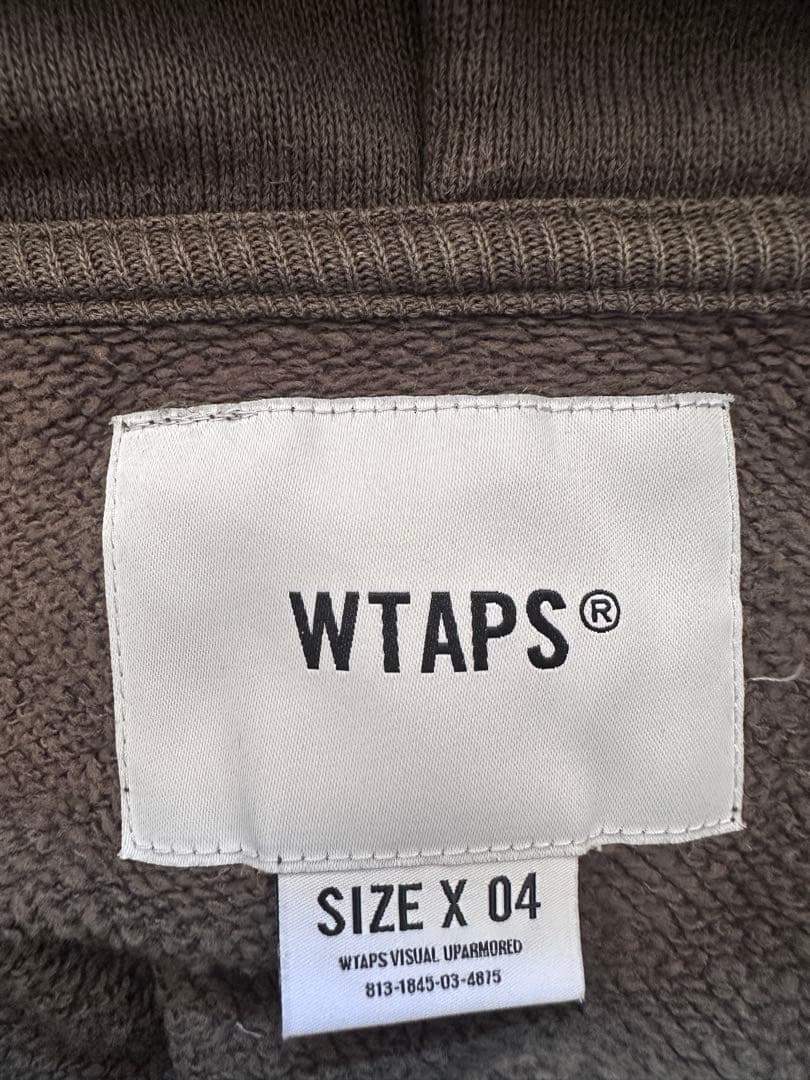 WTAPS®
SIZE X 04
WTAPS VISUAL UPARMORED
813-1845-03-4875